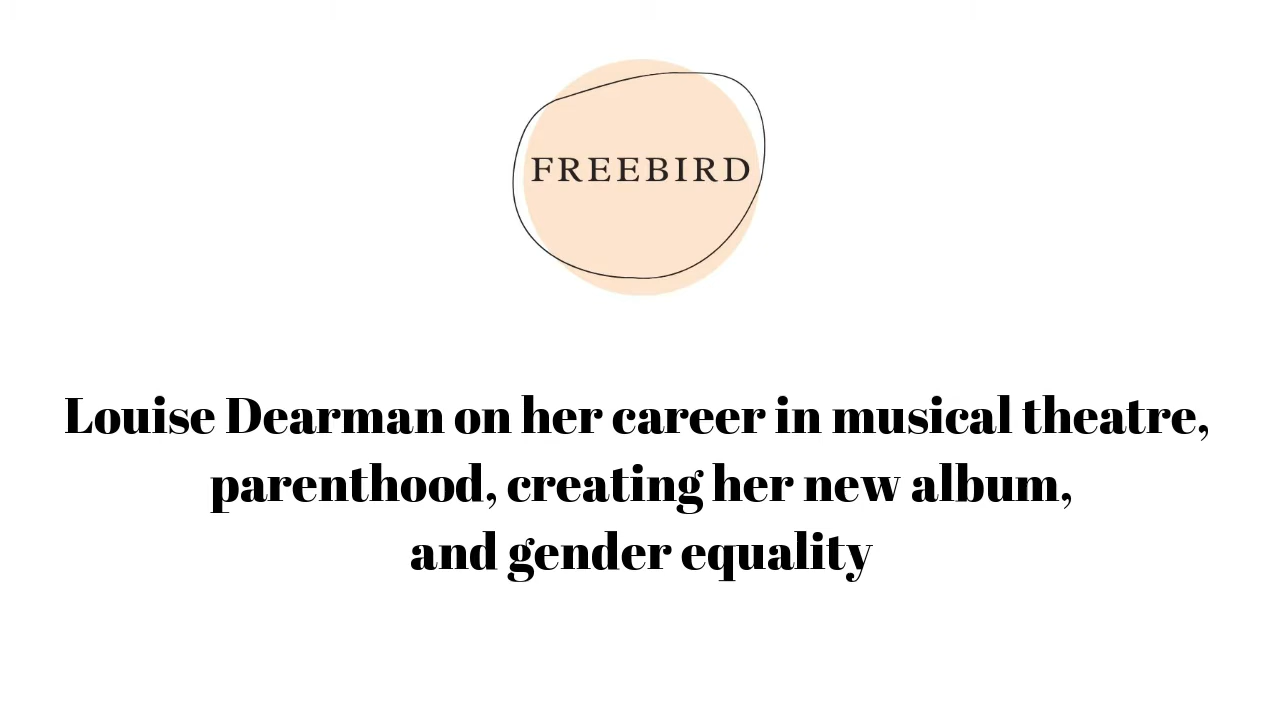 FREEBIRD
Louise Dearman on her career in musical theatre,
parenthood, creating her new album,
and gender equality